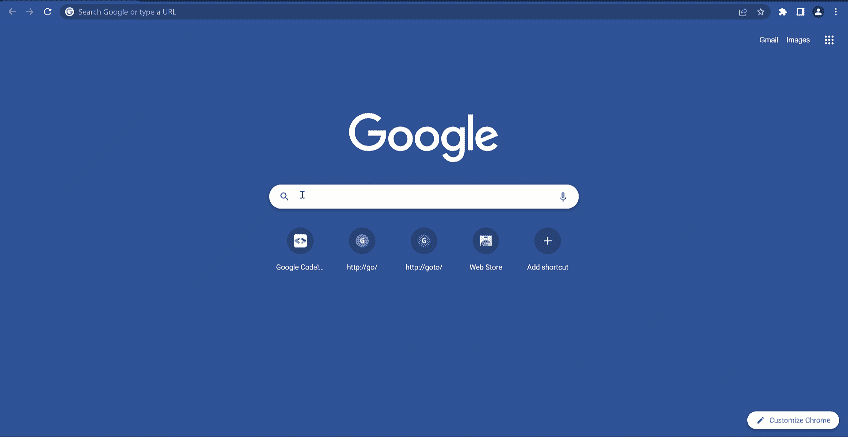 Search Google or type a URL
Gmail Images
Google
Google Code!...
http://go/
http://goto/
Web Store
Add shortcut
Customize Chrome